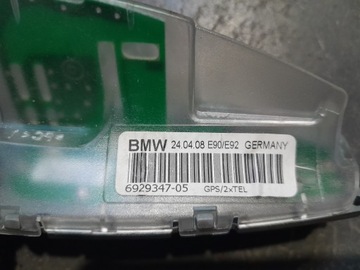 BMW 24.04.08 E90/E92 GERMANY
6929347-05 GPS/2xTEL